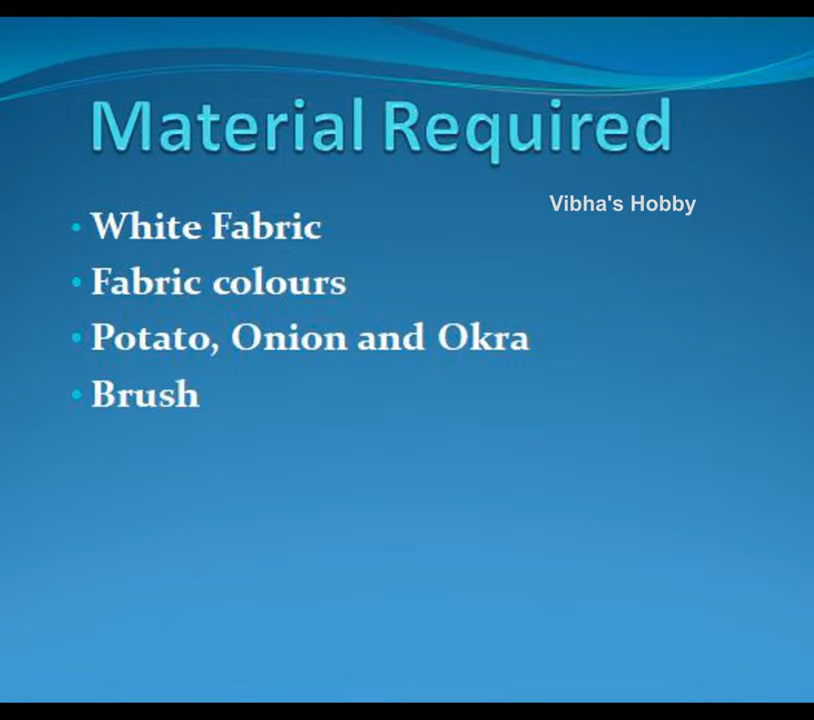 Material Required
Vibha's Hobby
• White Fabric
• Fabric colours
• Potato, Onion and Okra
• Brush